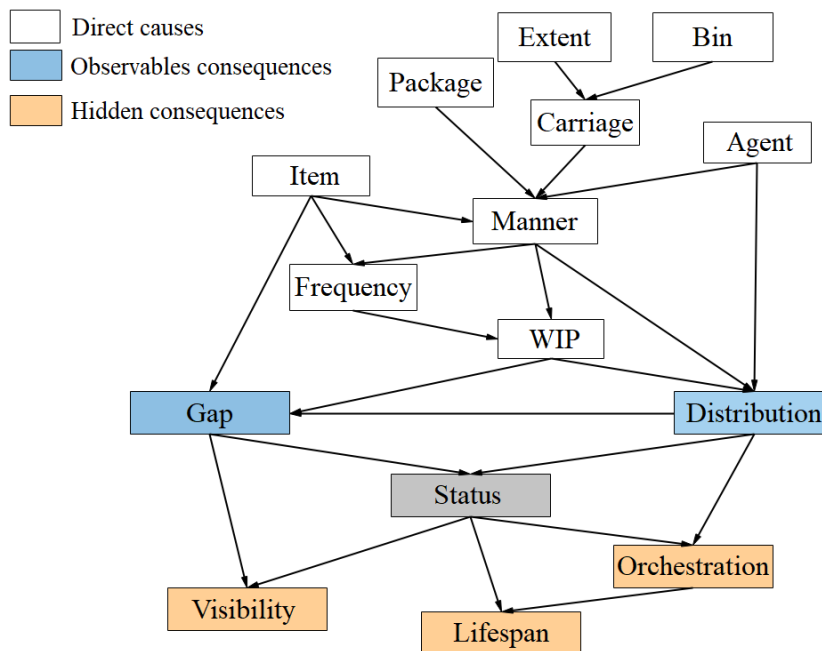 Direct causes
Observables consequences
Hidden consequences
Extent
Bin
Package
Carriage
Agent
Item
Manner
Frequency
WIP
Gap
Distribution
Status
Orchestration
Visibility
Lifespan